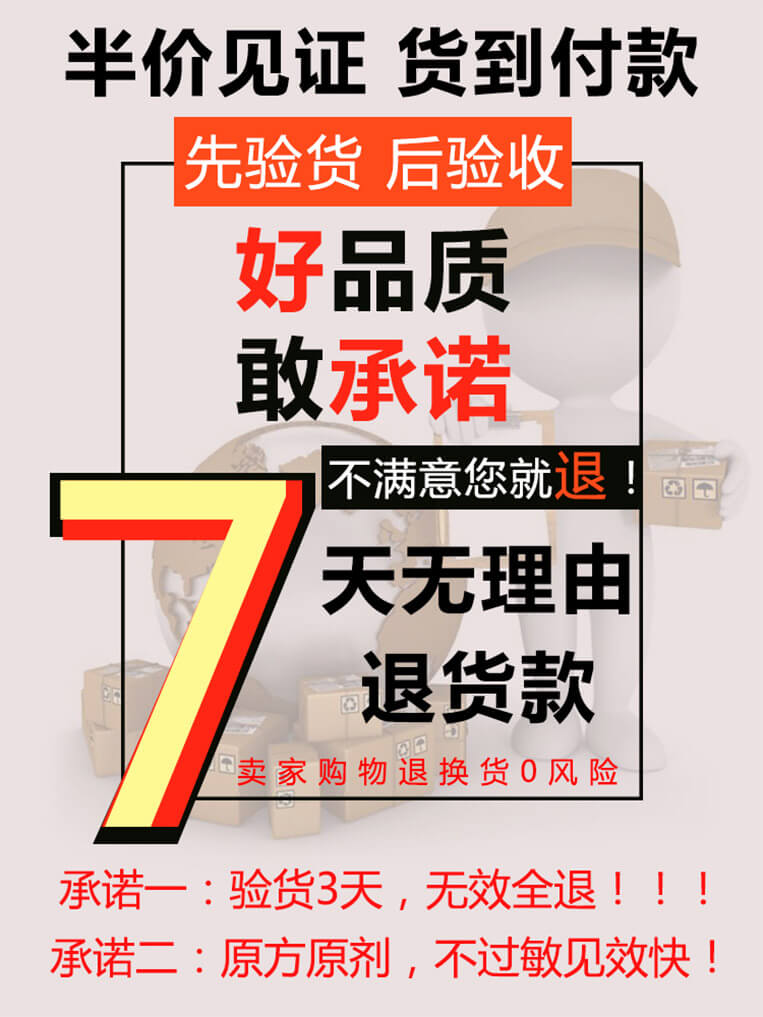 半价见证 货到付款
先验货 后验收
好品质
敢承诺
不满意您就退！
7天无理由
退货款
卖家购物退换货0风险
承诺一：验货3天，无效全退！！！
承诺二：原方原剂，不过敏见效快！